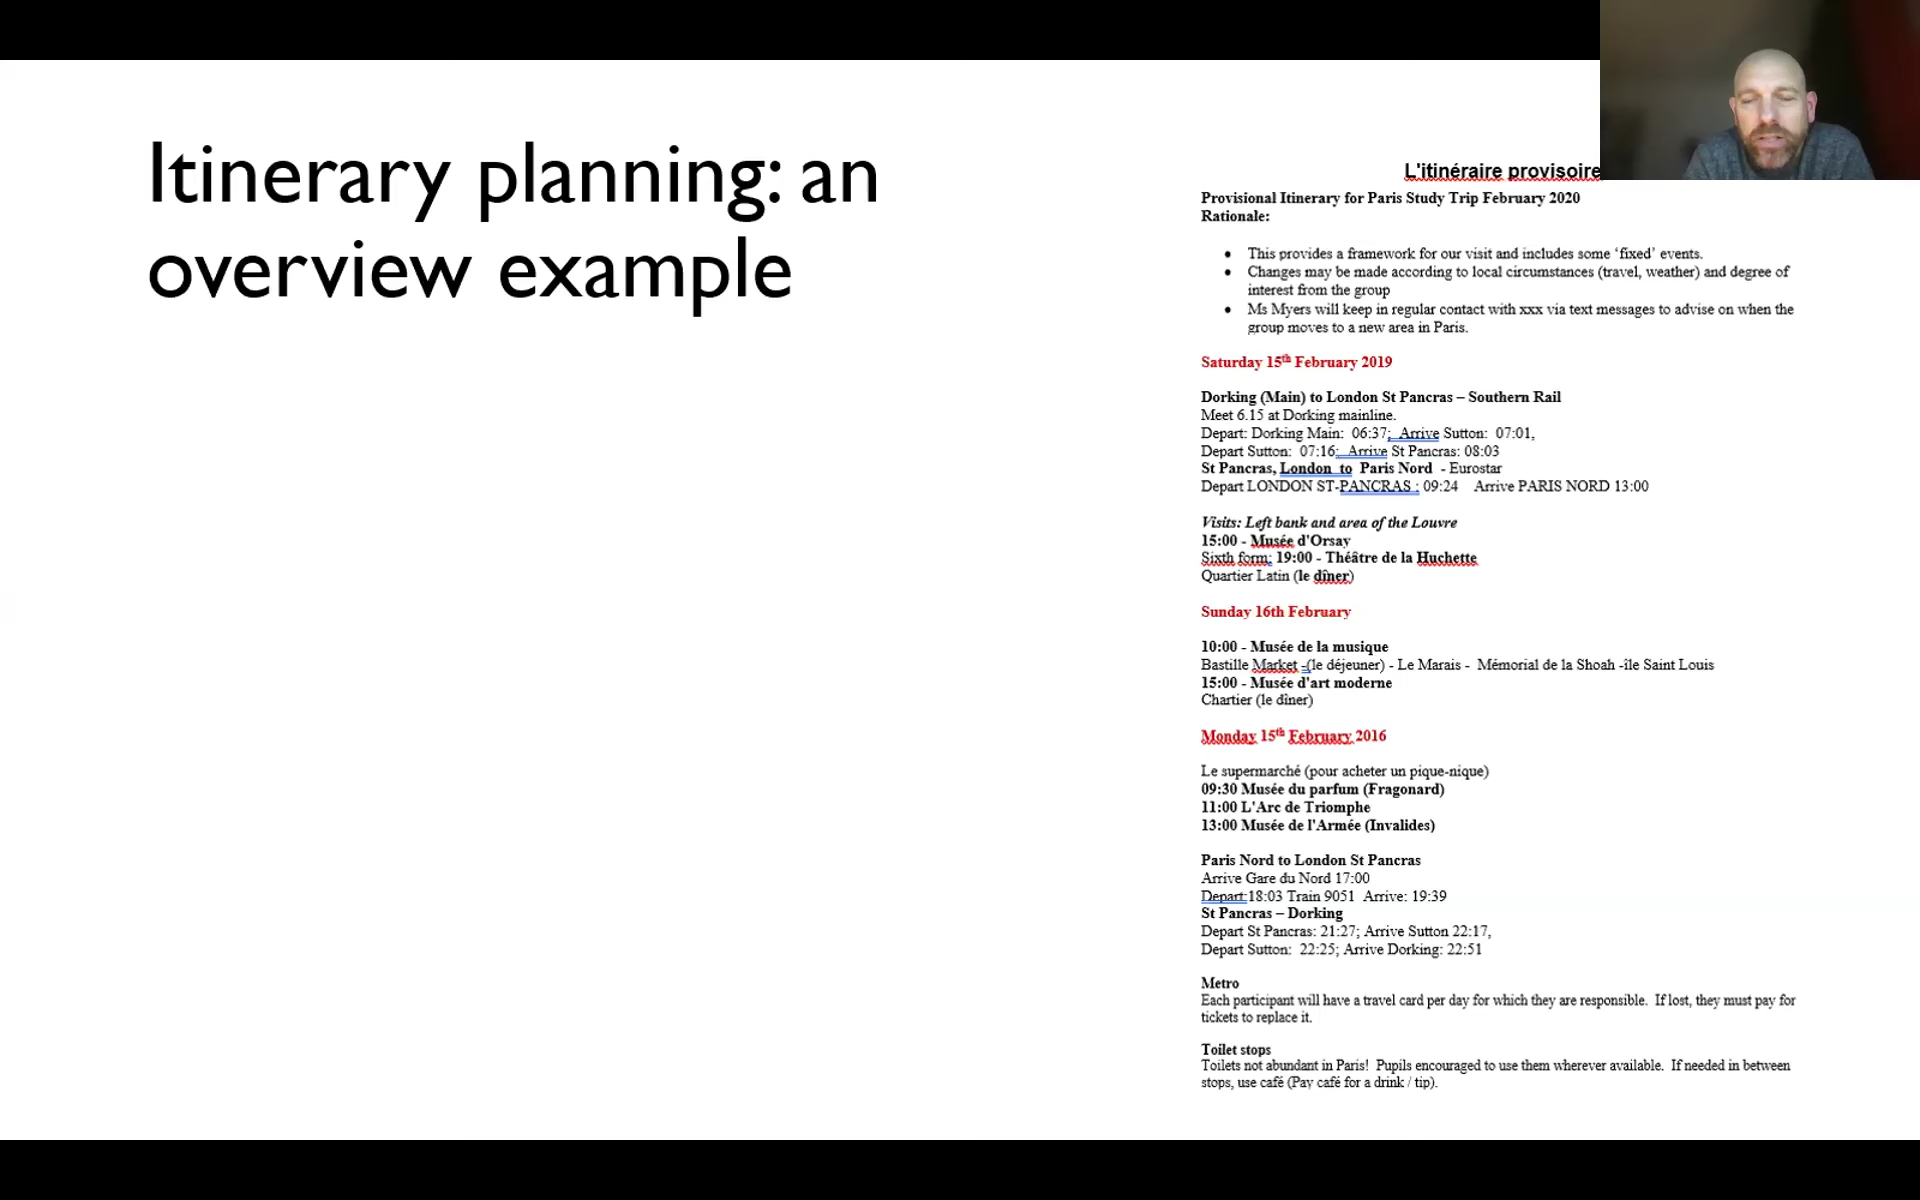 Itinerary planning: an
overview example
L'itinéraire provisoire
Provisional Itinerary for Paris Study Trip February 2020
Rationale:
• This provides a framework for our visit and includes some ‘fixed’ events.
• Changes may be made according to local circumstances (travel, weather) and degree of
interest from the group
• Ms Myers will keep in regular contact with xxx via text messages to advise on when the
group moves to a new area in Paris.
Saturday 15th February 2019
Dorking (Main) to London St Pancras – Southern Rail
Meet 6.15 at Dorking mainline.
Depart: Dorking Main:  06:37;  Arrive Sutton:  07:01,
Depart Sutton:  07:16;  Arrive St Pancras: 08:03
St Pancras, London  to  Paris Nord  - Eurostar
Depart LONDON ST-PANCRAS : 09:24    Arrive PARIS NORD 13:00
Visits: Left bank and area of the Louvre
15:00 - Musée d'Orsay
Sixth form: 19:00 - Théâtre de la Huchette
Quartier Latin (le dîner)
Sunday 16th February
10:00 - Musée de la musique
Bastille Market -(le déjeuner) - Le Marais -  Mémorial de la Shoah -île Saint Louis
15:00 - Musée d'art moderne
Chartier (le dîner)
Monday 15th February 2016
Le supermarché (pour acheter un pique-nique)
09:30 Musée du parfum (Fragonard)
11:00 L'Arc de Triomphe
13:00 Musée de l'Armée (Invalides)
Paris Nord to London St Pancras
Arrive Gare du Nord 17:00
Depart:18:03 Train 9051  Arrive: 19:39
St Pancras – Dorking
Depart St Pancras: 21:27; Arrive Sutton 22:17,
Depart Sutton:  22:25; Arrive Dorking: 22:51
Metro
Each participant will have a travel card per day for which they are responsible.  If lost, they must pay for
tickets to replace it.
Toilet stops
Toilets not abundant in Paris!  Pupils encouraged to use them wherever available.  If needed in between
stops, use café (Pay café for a drink / tip).